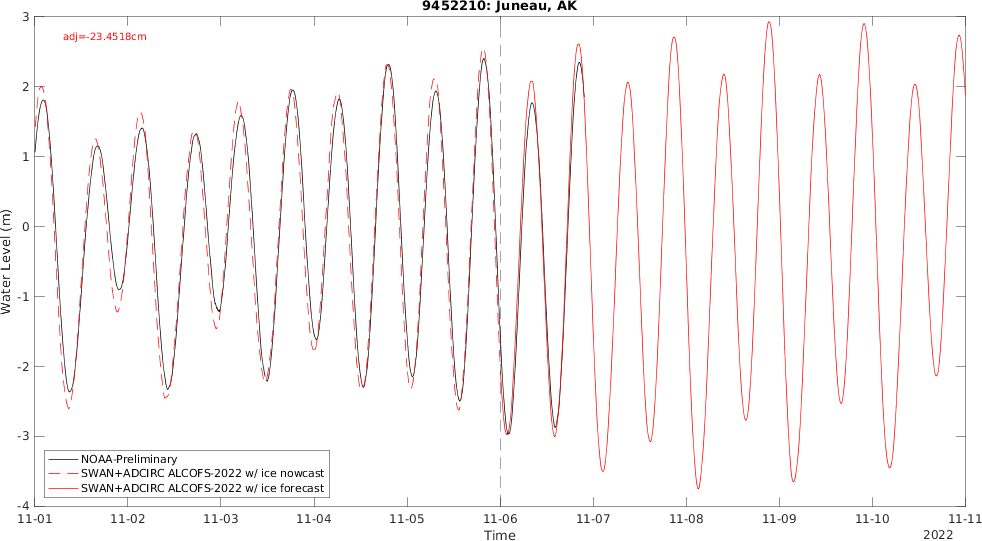 9452210: Juneau, AK
adj=-23.4518cm
3
2
1
0
-1
-2
-3
-4
Water Level (m)
NOAA-Preliminary
SWAN+ADCIRC ALCOFS-2022 w/ ice nowcast
SWAN+ADCIRC ALCOFS-2022 w/ ice forecast
11-01 11-02 11-03 11-04 11-05 11-06 11-07 11-08 11-09 11-10 11-11
Time
2022